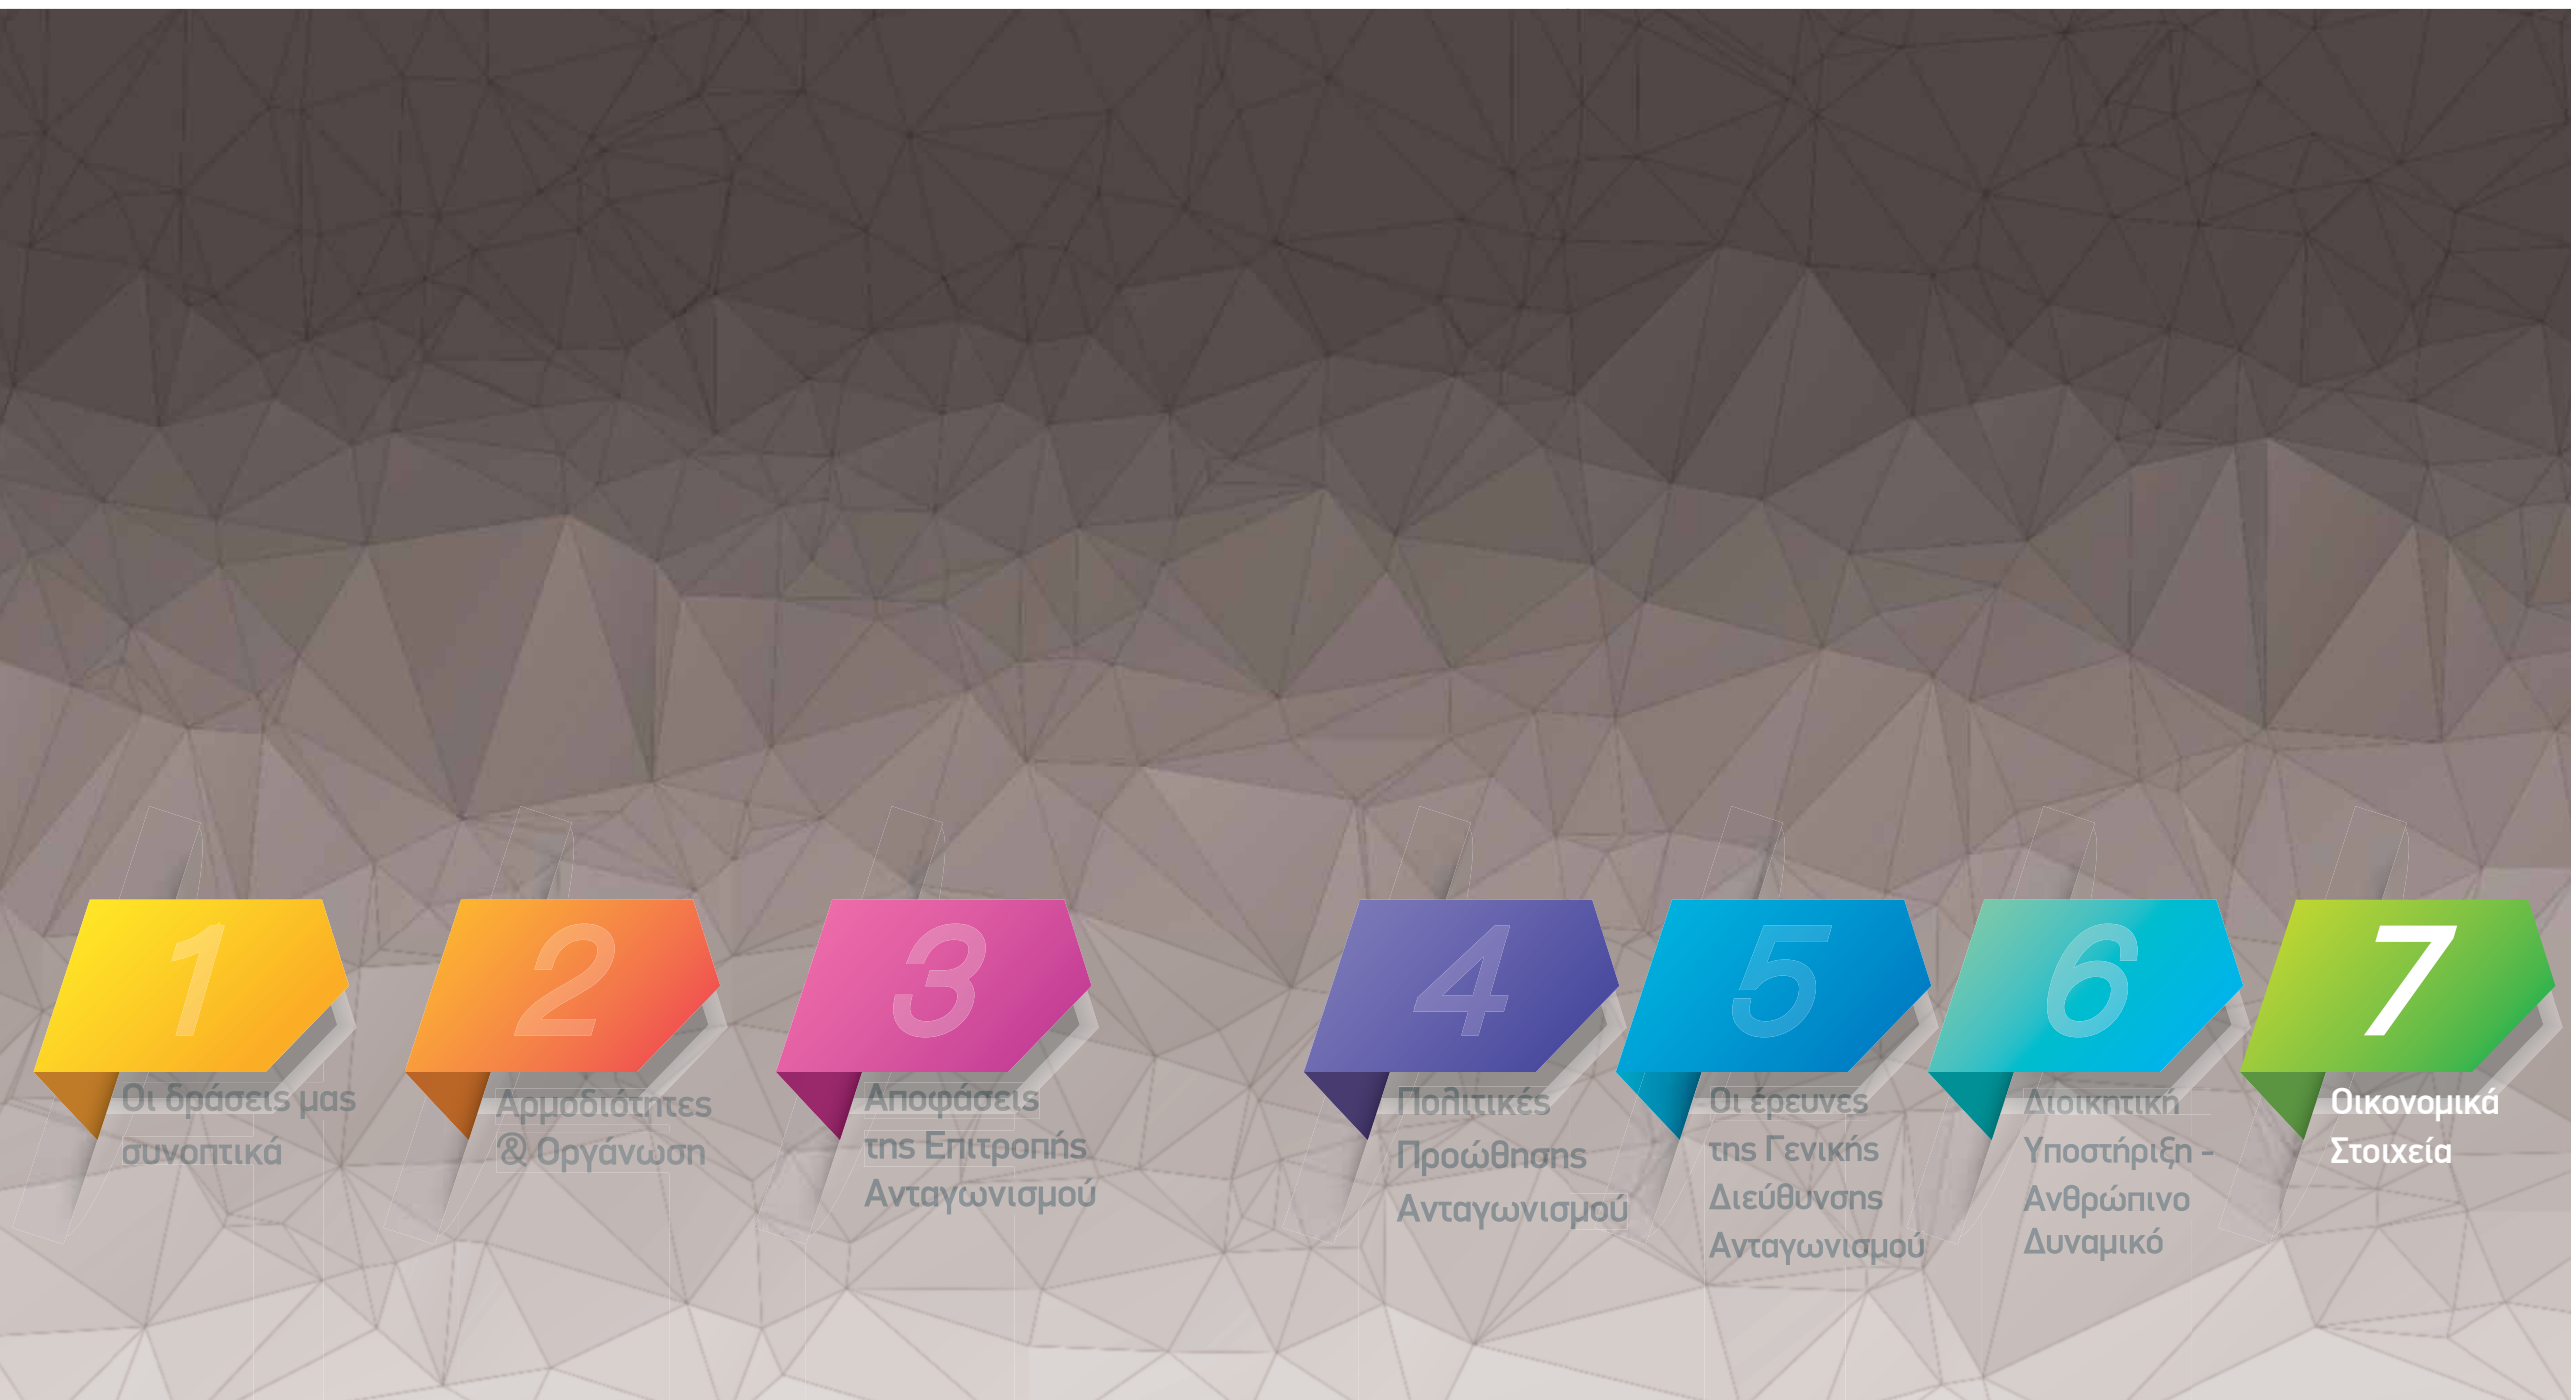 1
Οι δράσεις μας
συνοπτικά
2
Αρμοδιότητες
& Οργάνωση
3
Αποφάσεις
της Επιτροπής
Ανταγωνισμού
4
Πολιτικές
Προώθησης
Ανταγωνισμού
5
Οι έρευνες
της Γενικής
Διεύθυνσης
Ανταγωνισμού
6
Διοικητική
Υποστήριξη -
Ανθρώπινο
Δυναμικό
7
Οικονομικά
Στοιχεία